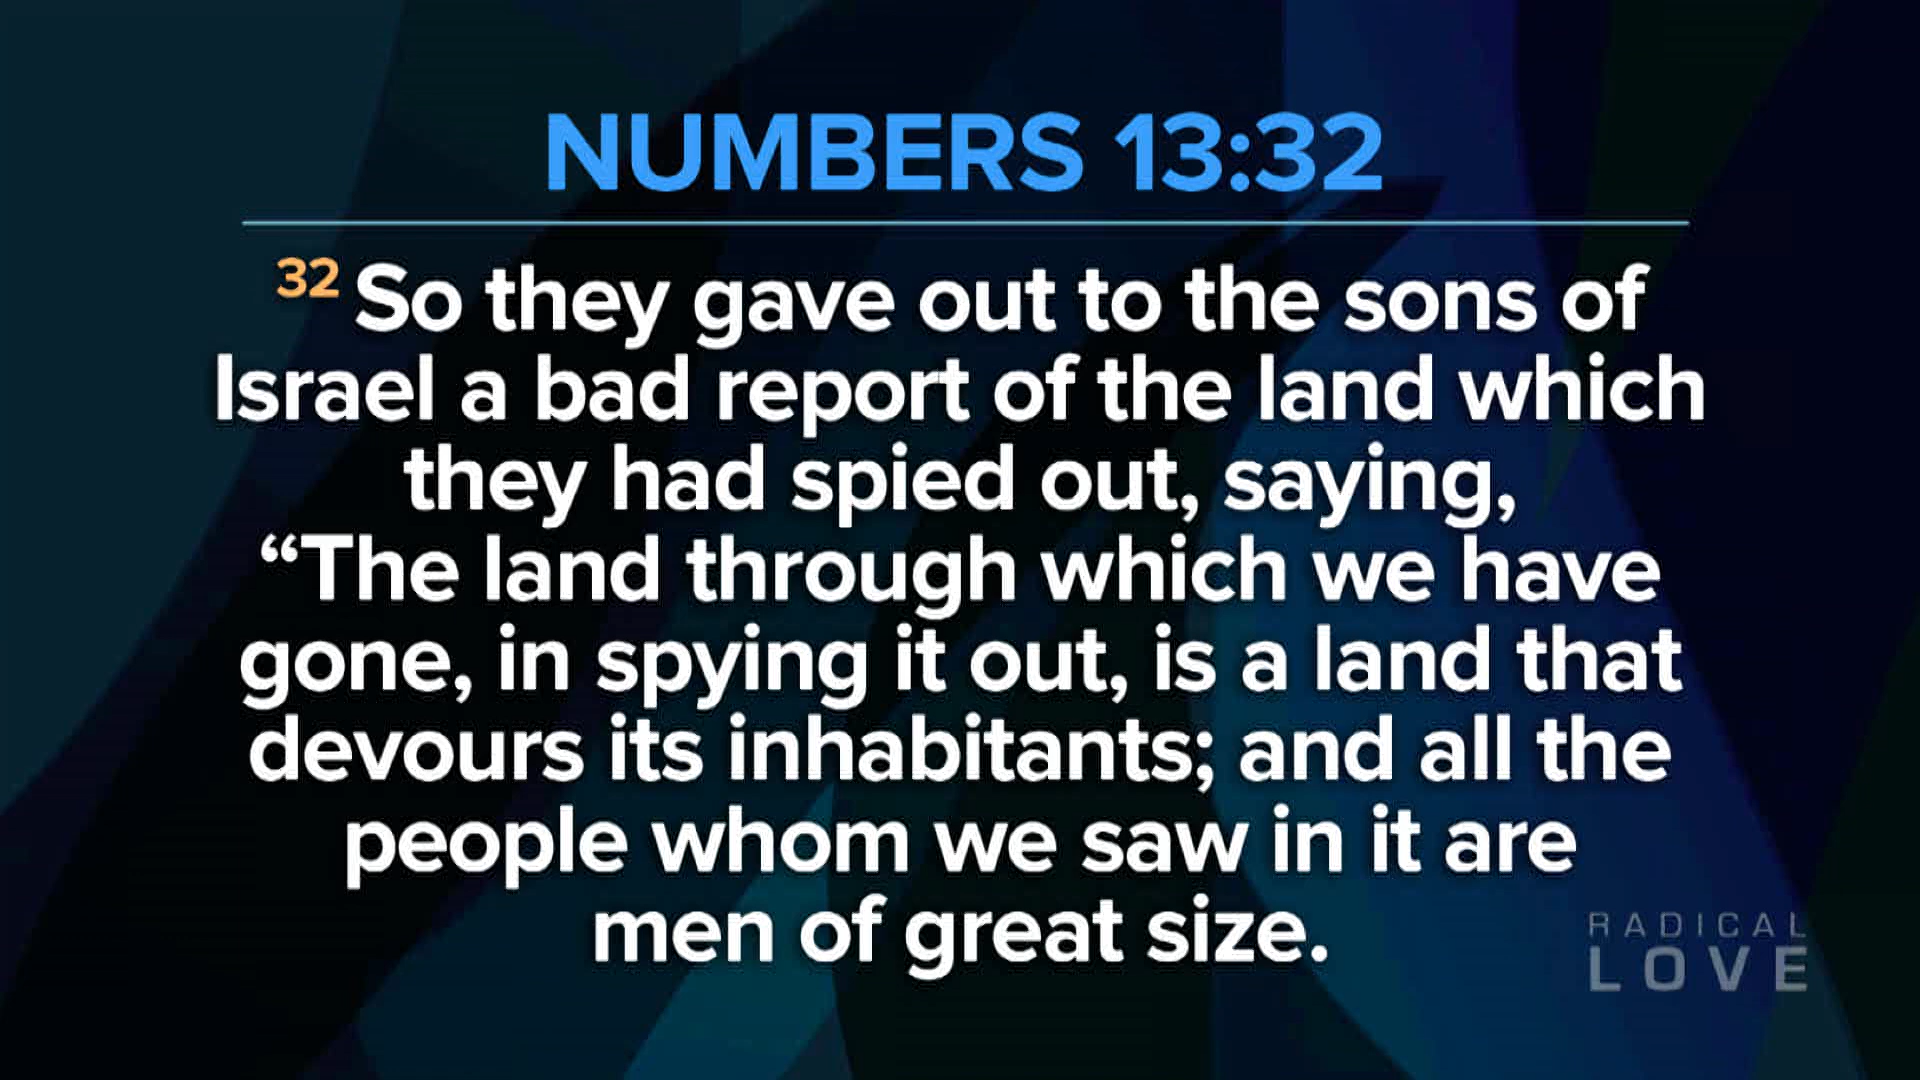 NUMBERS 13:32
32 So they gave out to the sons of
Israel a bad report of the land which
they had spied out, saying,
“The land through which we have
gone, in spying it out, is a land that
devours its inhabitants; and all the
people whom we saw in it are
men of great size.
RADICAL
LOVE